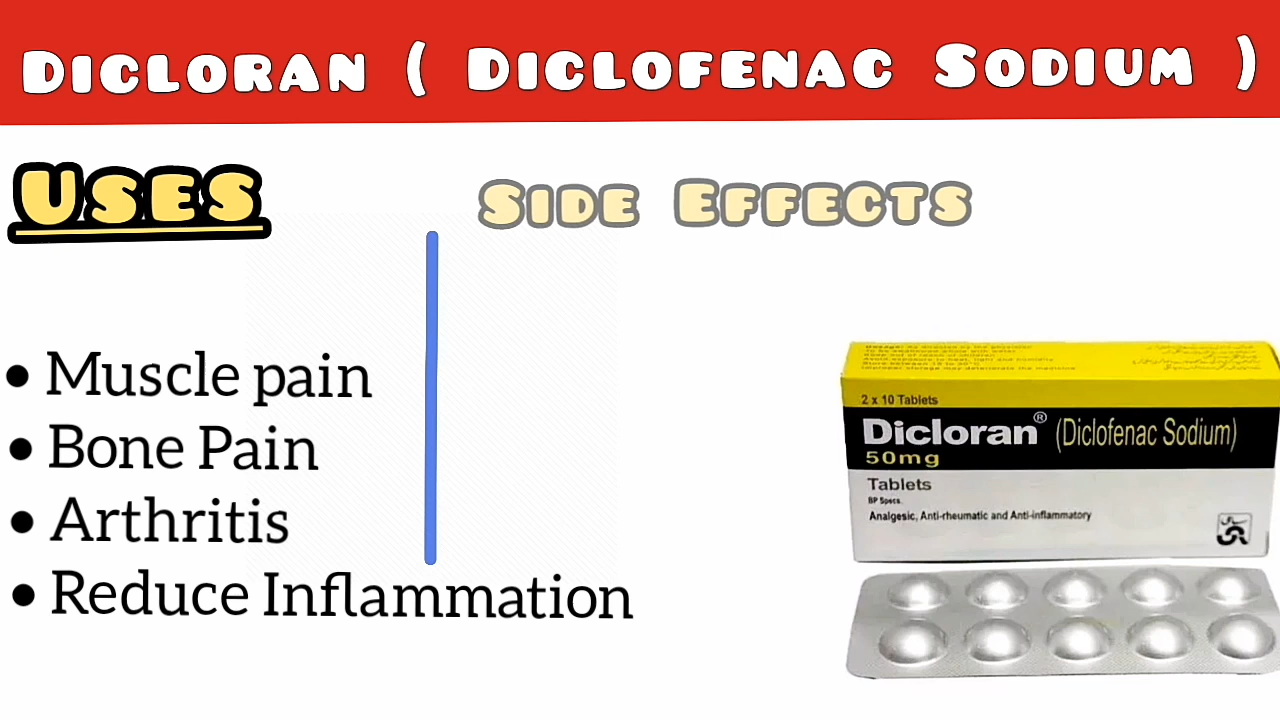 Dicloran ( Diclofenac Sodium )
Uses
Side Effects
• Muscle pain
• Bone Pain
• Arthritis
• Reduce Inflammation
2 x 10 Tablets
Dicloran® (Diclofenac Sodium)
50mg
Tablets
BP Specs.
Analgesic, Anti-rheumatic and Anti-inflammatory